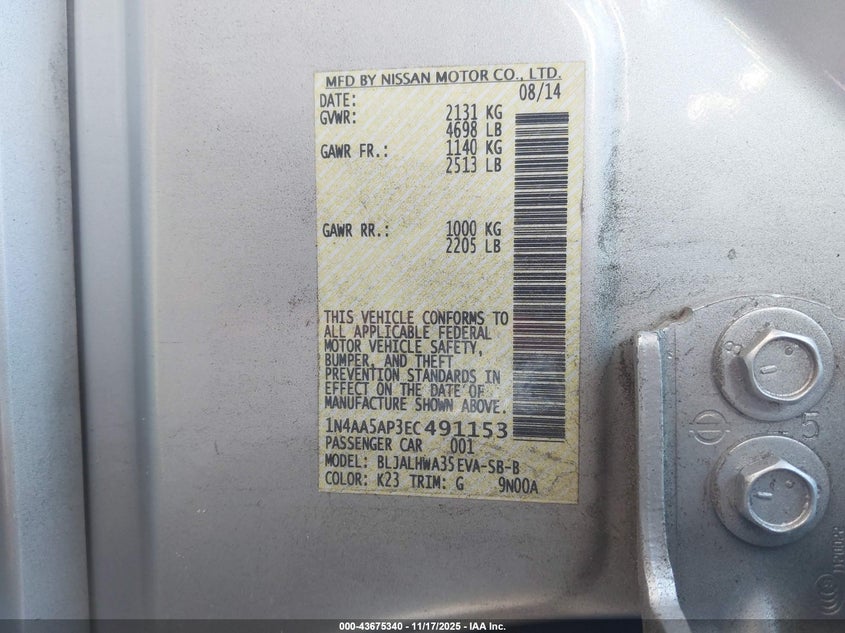 MFD BY NISSAN MOTOR CO., LTD.
DATE: 08/14
GVWR: 2131 KG
4698 LB
GAWR FR.: 1140 KG
2513 LB
GAWR RR.: 1000 KG
2205 LB
THIS VEHICLE CONFORMS TO
ALL APPLICABLE FEDERAL
MOTOR VEHICLE SAFETY,
BUMPER, AND THEFT
PREVENTION STANDARDS IN
EFFECT ON THE DATE OF
MANUFACTURE SHOWN ABOVE.
1N4AA5AP3EC491153
PASSENGER CAR 001
MODEL: BLJALHWA35EVA-SB-B
COLOR: K23 TRIM: G 9N00A
8
5
000-43675340 - 11/17/2025 - IAA Inc.